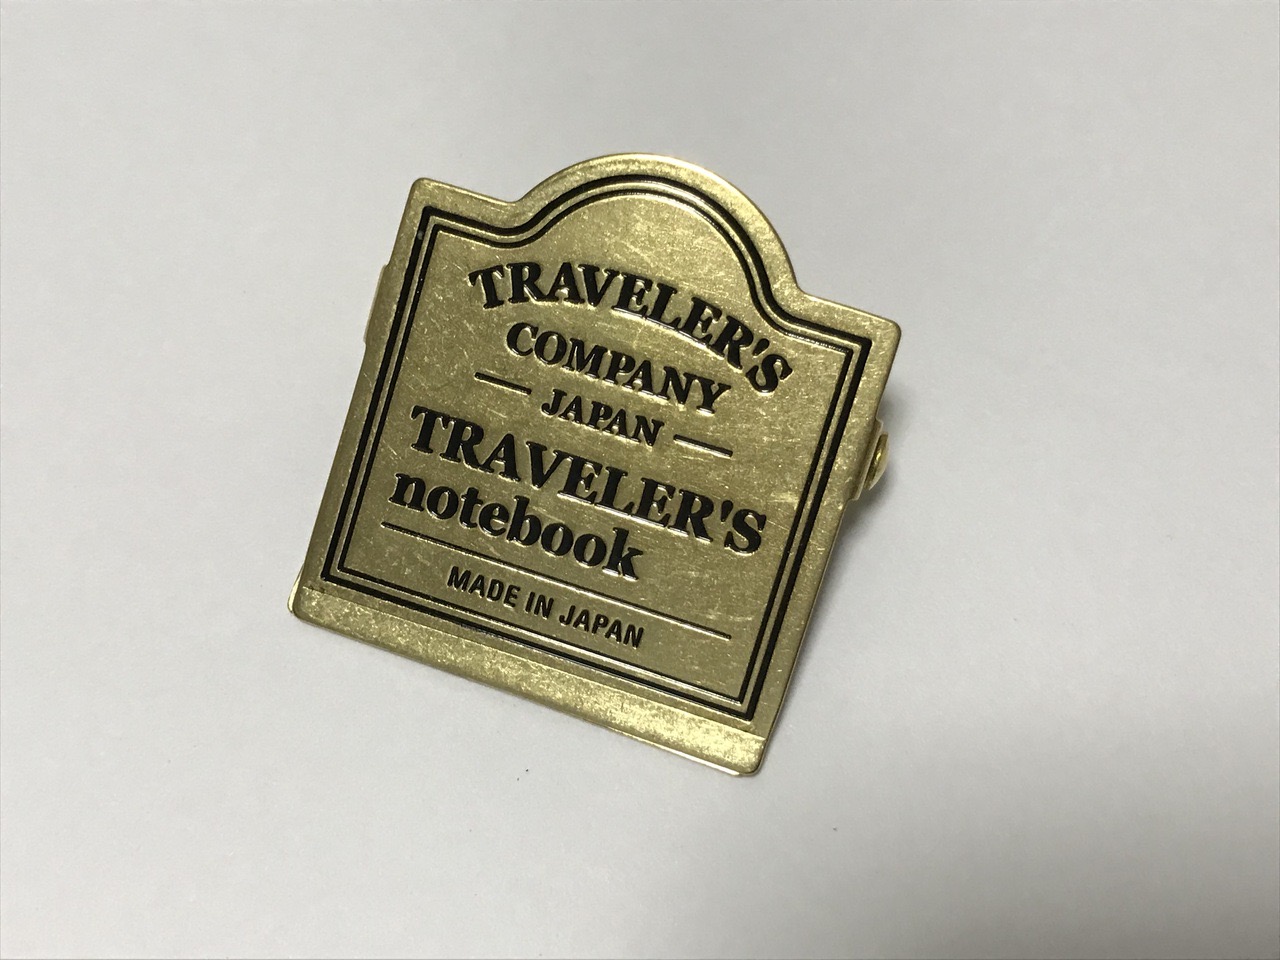 TRAVELER'S
COMPANY
JAPAN
TRAVELER'S
notebook
MADE IN JAPAN